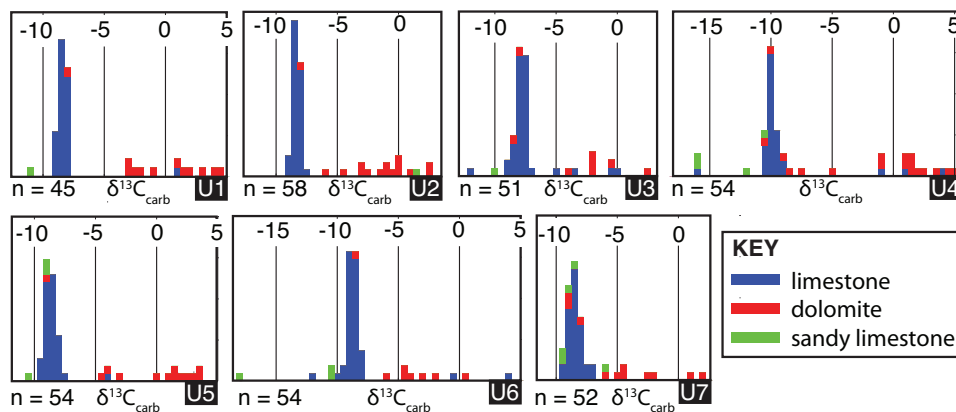 -10 -5 0 5
n = 45 δ13Ccarb U1
-10 -5 0
n = 58 δ13Ccarb U2
-10 -5 0
n = 51 δ13Ccarb U3
-15 -10 -5 0
n = 54 δ13Ccarb U4
-10 -5 0 5
n = 54 δ13Ccarb U5
-15 -10 -5 0 5
n = 54 δ13Ccarb U6
-10 -5 0
n = 52 δ13Ccarb U7
KEY
limestone
dolomite
sandy limestone